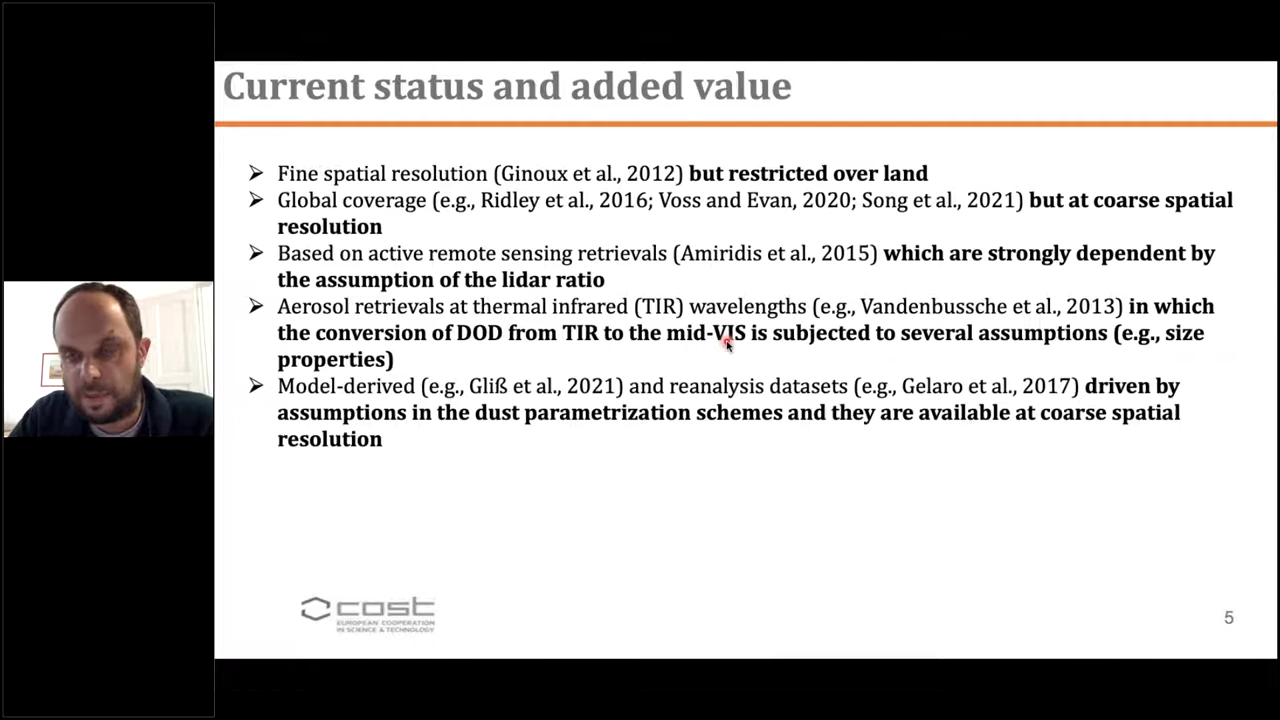 Current status and added value
➢ Fine spatial resolution (Ginoux et al., 2012) but restricted over land
➢ Global coverage (e.g., Ridley et al., 2016; Voss and Evan, 2020; Song et al., 2021) but at coarse spatial
resolution
➢ Based on active remote sensing retrievals (Amiridis et al., 2015) which are strongly dependent by
the assumption of the lidar ratio
➢ Aerosol retrievals at thermal infrared (TIR) wavelengths (e.g., Vandenbussche et al., 2013) in which
the conversion of DOD from TIR to the mid-VIS is subjected to several assumptions (e.g., size
properties)
➢ Model-derived (e.g., Gliß et al., 2021) and reanalysis datasets (e.g., Gelaro et al., 2017) driven by
assumptions in the dust parametrization schemes and they are available at coarse spatial
resolution
cost
EUROPEAN COOPERATION
IN SCIENCE & TECHNOLOGY
5